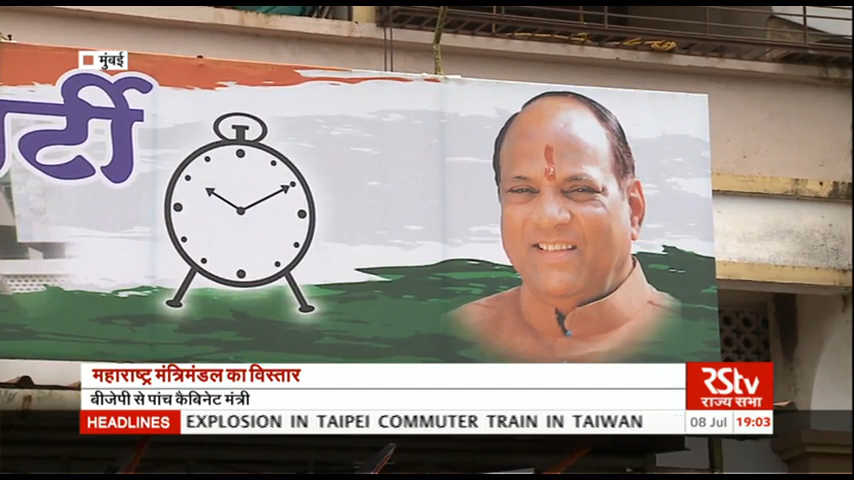 मुंबई
र्टी
महाराष्ट्र मंत्रिमंडल का विस्तार
बीजेपी से पांच कैबिनेट मंत्री
HEADLINES EXPLOSION IN TAIPEI COMMUTER TRAIN IN TAIWAN
RSTV
राज्य सभा
08 Jul 19:03